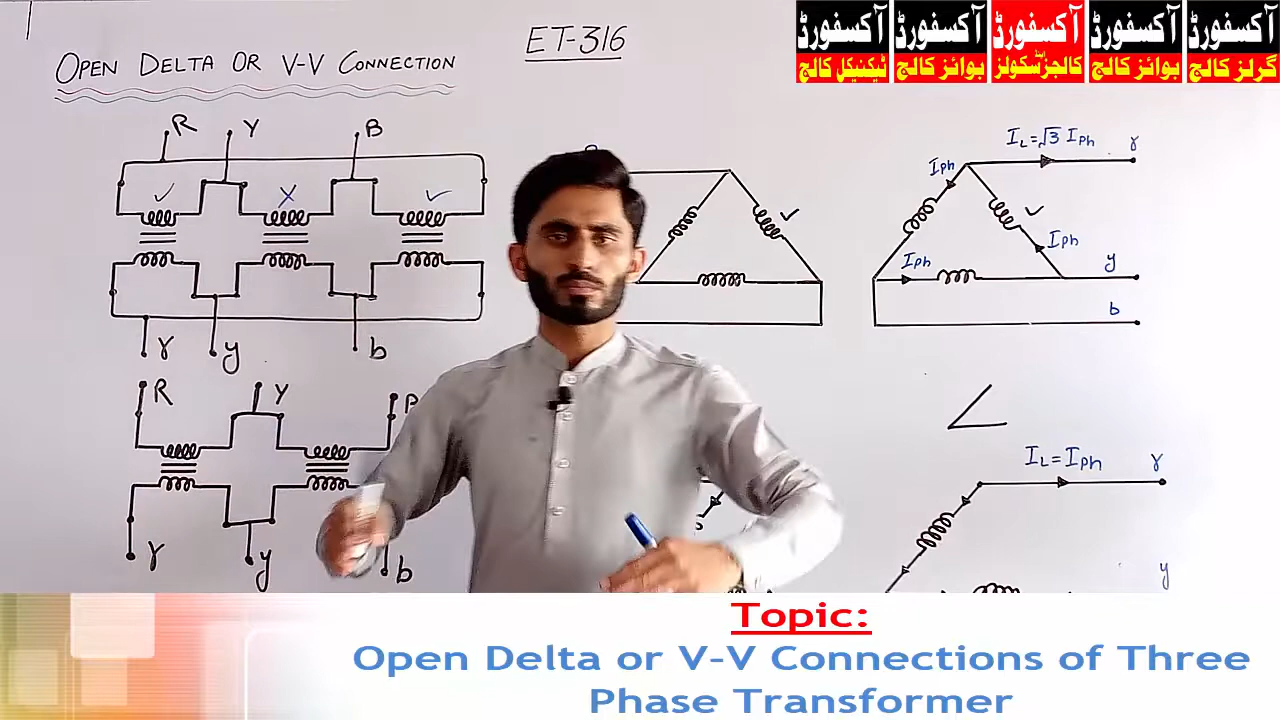 ET-316
OPEN DELTA OR V-V CONNECTION
آکسفورڈ ٹیکنیکل کالج
آکسفورڈ بوائز کالج
آکسفورڈ اینڈ کالجز سکولز
آکسفورڈ بوائز کالج
آکسفورڈ گرلز کالج
R Y B
r y b
R Y
r y b
IL=√3 IPh r
IPh
IPh
IPh
y
b
IL=IPh r
y
Topic:
Open Delta or V-V Connections of Three
Phase Transformer